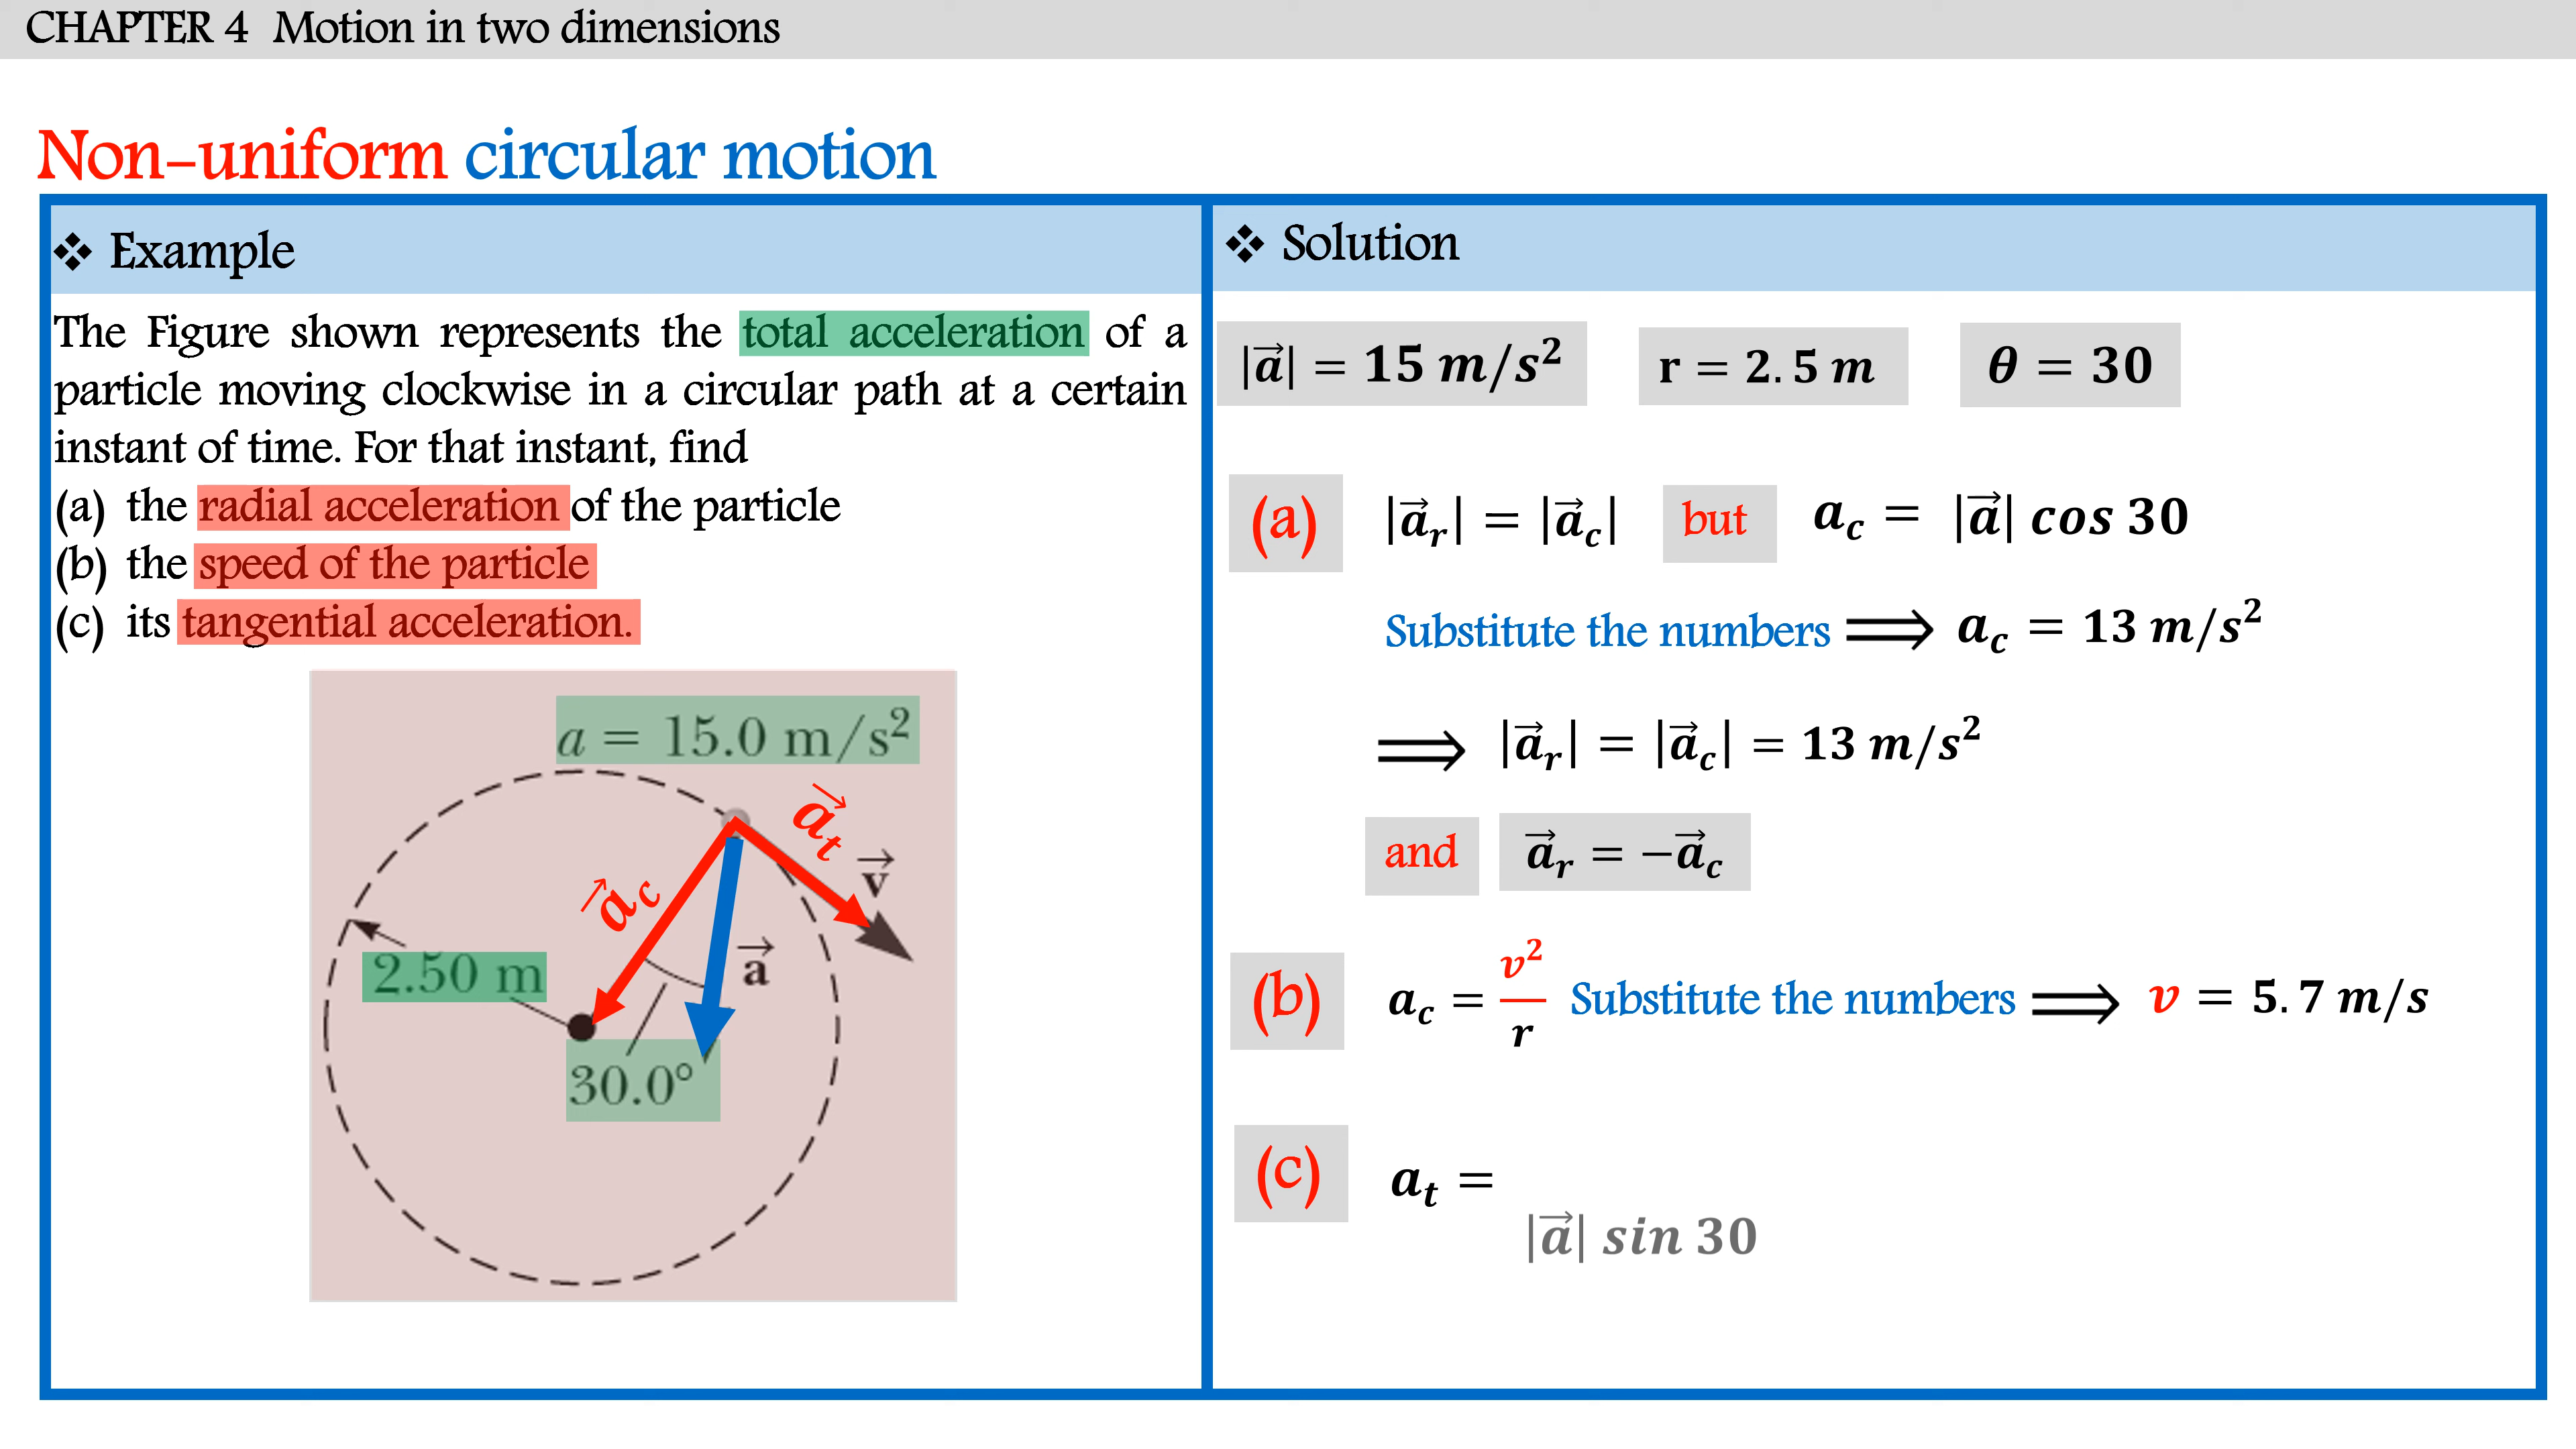 CHAPTER 4 Motion in two dimensions
Non-uniform circular motion
❖ Example
The Figure shown represents the total acceleration of a
particle moving clockwise in a circular path at a certain
instant of time. For that instant, find
(a) the radial acceleration of the particle
(b) the speed of the particle
(c) its tangential acceleration.
a = 15.0 m/s²
a⃗t
v⃗
a⃗c
a⃗
2.50 m
30.0°
❖ Solution
|a⃗| = 15 m/s² r = 2.5 m θ = 30
(a) |a⃗r| = |a⃗c| but ac = |a⃗| cos 30
Substitute the numbers ⟹ ac = 13 m/s²
⟹ |a⃗r| = |a⃗c| = 13 m/s²
and a⃗r = −a⃗c
(b) ac = v²/r Substitute the numbers ⟹ v = 5.7 m/s
(c) at =
|a⃗| sin 30